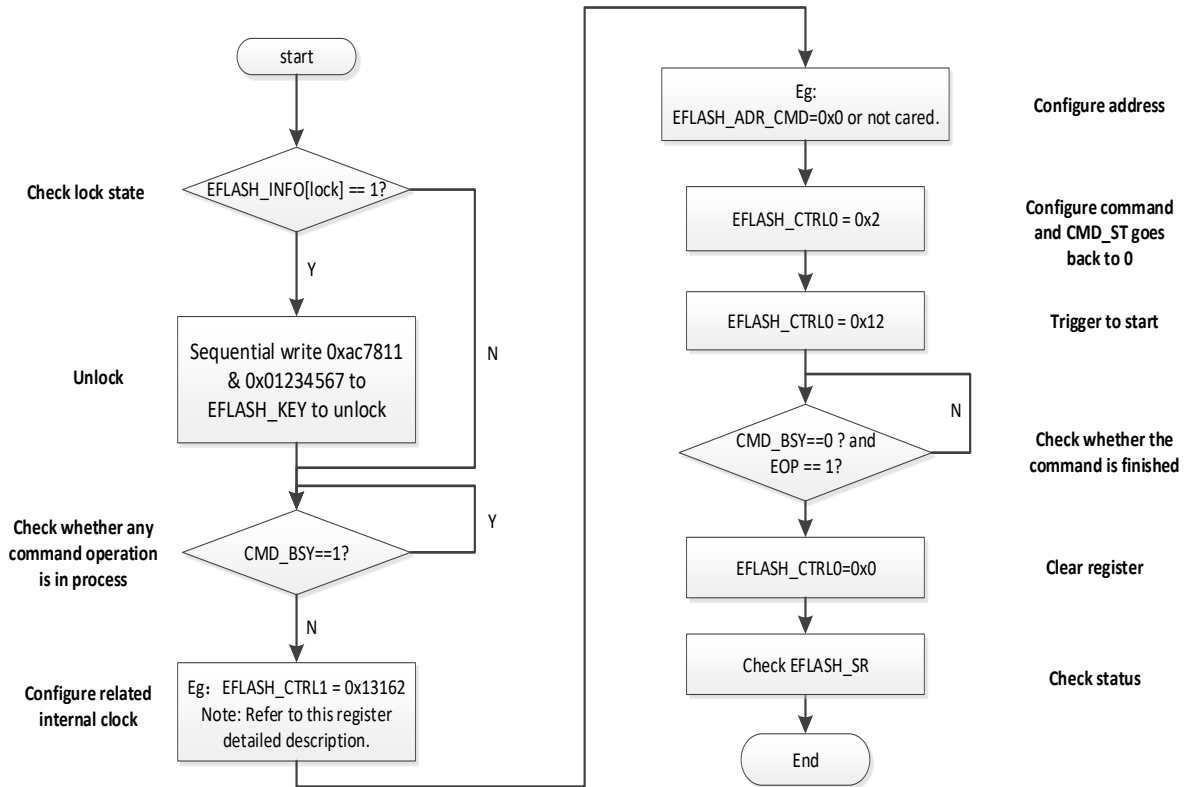 start
Check lock state
EFLASH_INFO[lock] == 1?
Y
N
Unlock
Sequential write 0xac7811
& 0x01234567 to
EFLASH_KEY to unlock
Check whether any
command operation
is in process
CMD_BSY==1?
Y
N
Configure related
internal clock
Eg: EFLASH_CTRL1 = 0x13162
Note: Refer to this register
detailed description.
Eg:
EFLASH_ADR_CMD=0x0 or not cared.
Configure address
EFLASH_CTRL0 = 0x2
Configure command
and CMD_ST goes
back to 0
EFLASH_CTRL0 = 0x12
Trigger to start
N
CMD_BSY==0 ? and
EOP == 1?
Check whether the
command is finished
EFLASH_CTRL0=0x0
Clear register
Check EFLASH_SR
Check status
End